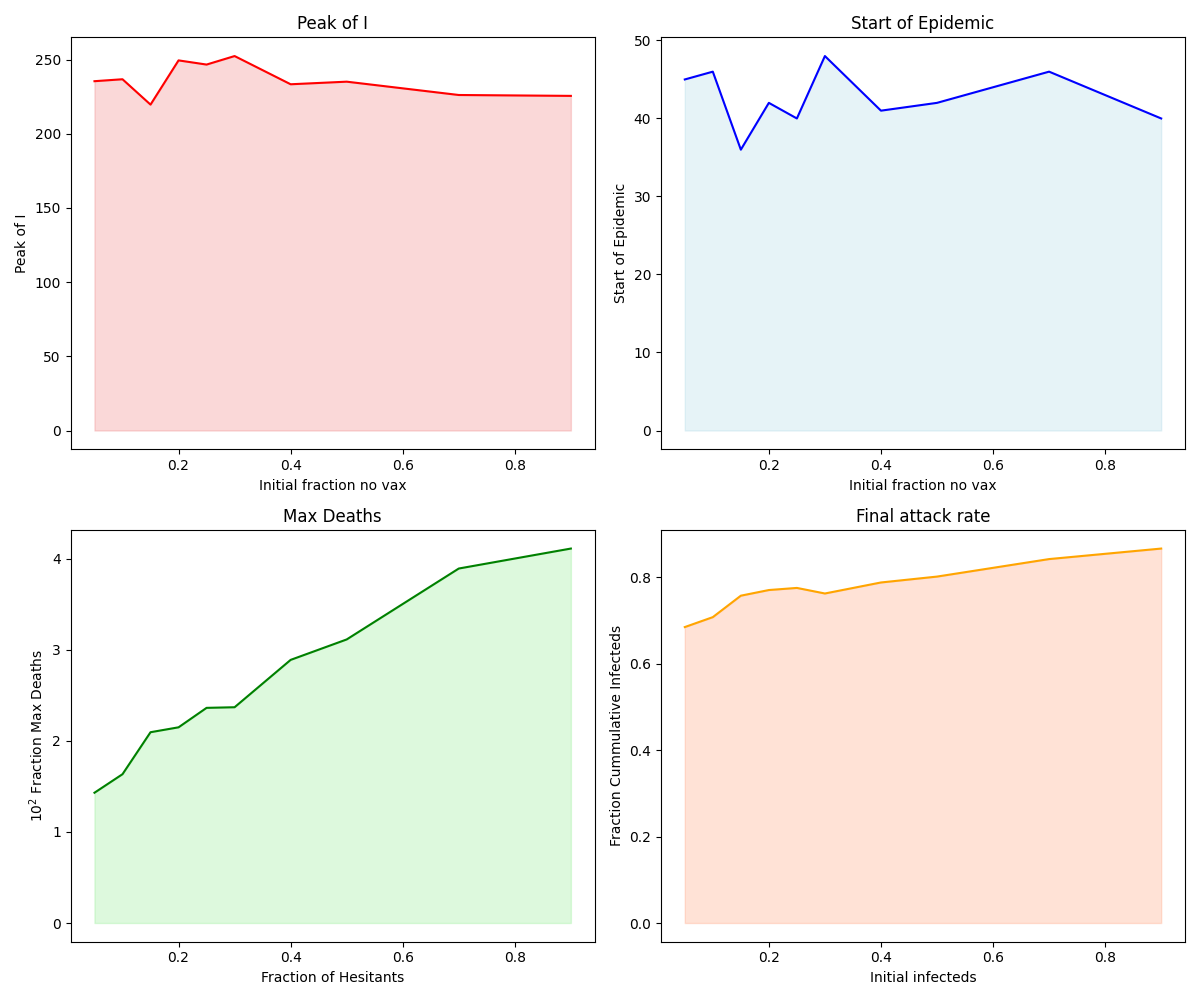 Peak of I
Start of Epidemic
Peak of I
250
200
150
100
50
0
0.2 0.4 0.6 0.8
Initial fraction no vax
Start of Epidemic
50
40
30
20
10
0
0.2 0.4 0.6 0.8
Initial fraction no vax
Max Deaths
Final attack rate
10² Fraction Max Deaths
4
3
2
1
0
0.2 0.4 0.6 0.8
Fraction of Hesitants
Fraction Cummulative Infecteds
0.8
0.6
0.4
0.2
0.0
0.2 0.4 0.6 0.8
Initial infecteds